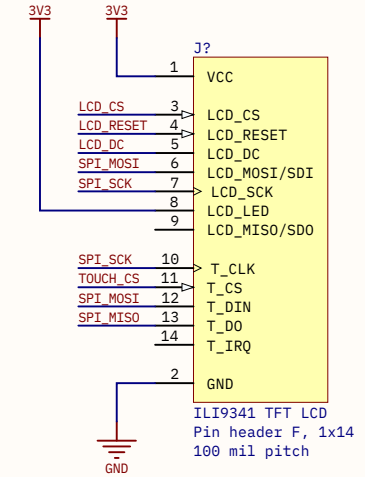 3V3 3V3
J?
1 VCC
LCD_CS 3 LCD_CS
LCD_RESET 4 LCD_RESET
LCD_DC 5 LCD_DC
SPI_MOSI 6 LCD_MOSI/SDI
SPI_SCK 7 LCD_SCK
8 LCD_LED
9 LCD_MISO/SDO
SPI_SCK 10 T_CLK
TOUCH_CS 11 T_CS
SPI_MOSI 12 T_DIN
SPI_MISO 13 T_DO
14 T_IRQ
2 GND
ILI9341 TFT LCD
Pin header F, 1x14
100 mil pitch
GND